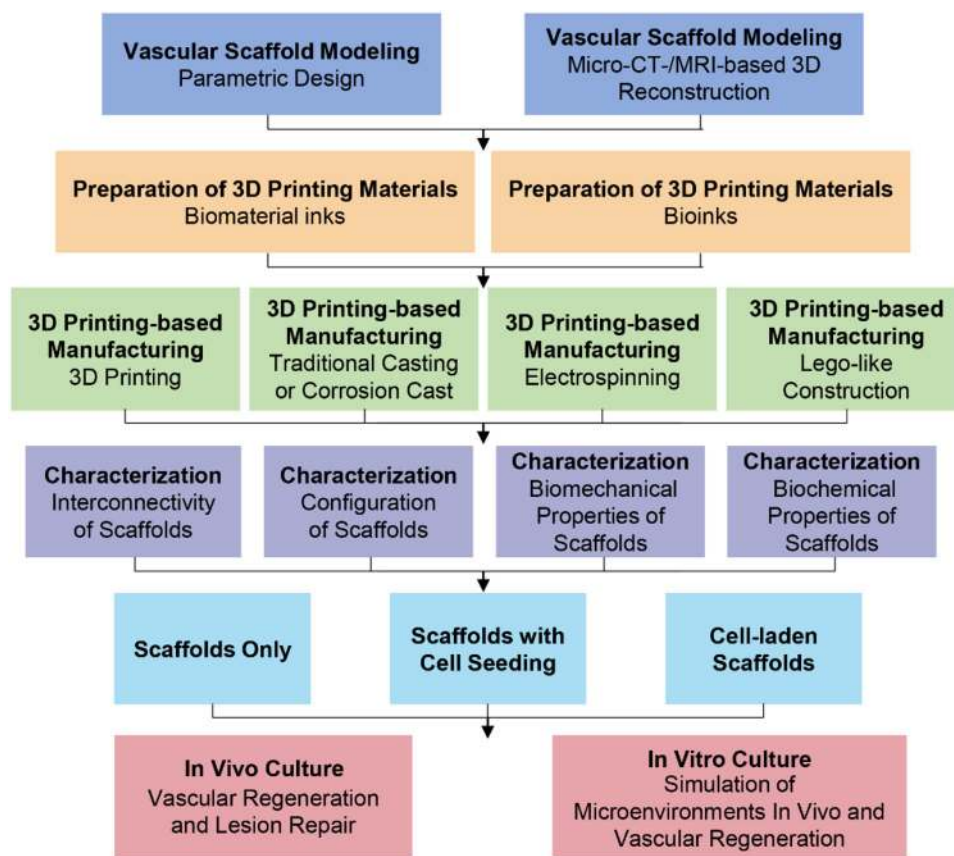 Vascular Scaffold Modeling
Parametric Design
Vascular Scaffold Modeling
Micro-CT-/MRI-based 3D
Reconstruction
Preparation of 3D Printing Materials
Biomaterial inks
Preparation of 3D Printing Materials
Bioinks
3D Printing-based
Manufacturing
3D Printing
3D Printing-based
Manufacturing
Traditional Casting
or Corrosion Cast
3D Printing-based
Manufacturing
Electrospinning
3D Printing-based
Manufacturing
Lego-like
Construction
Characterization
Interconnectivity
of Scaffolds
Characterization
Configuration
of Scaffolds
Characterization
Biomechanical
Properties of
Scaffolds
Characterization
Biochemical
Properties of
Scaffolds
Scaffolds Only
Scaffolds with
Cell Seeding
Cell-laden
Scaffolds
In Vivo Culture
Vascular Regeneration
and Lesion Repair
In Vitro Culture
Simulation of
Microenvironments In Vivo and
Vascular Regeneration